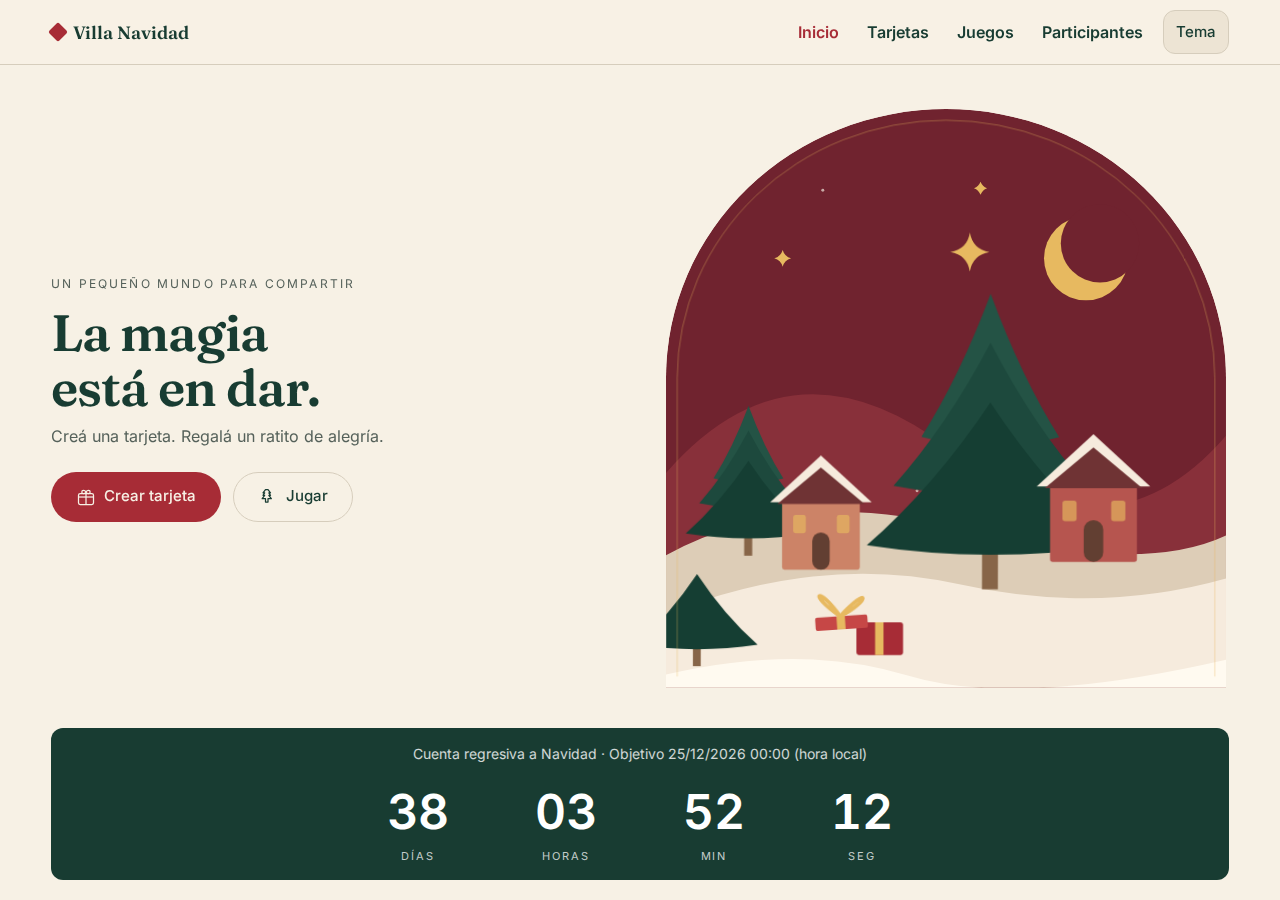 Villa Navidad
Inicio Tarjetas Juegos Participantes Tema
UN PEQUEÑO MUNDO PARA COMPARTIR
La magia
está en dar.
Creá una tarjeta. Regalá un ratito de alegría.
Crear tarjeta Jugar
Cuenta regresiva a Navidad · Objetivo 25/12/2026 00:00 (hora local)
38 03 52 12
DÍAS HORAS MIN SEG